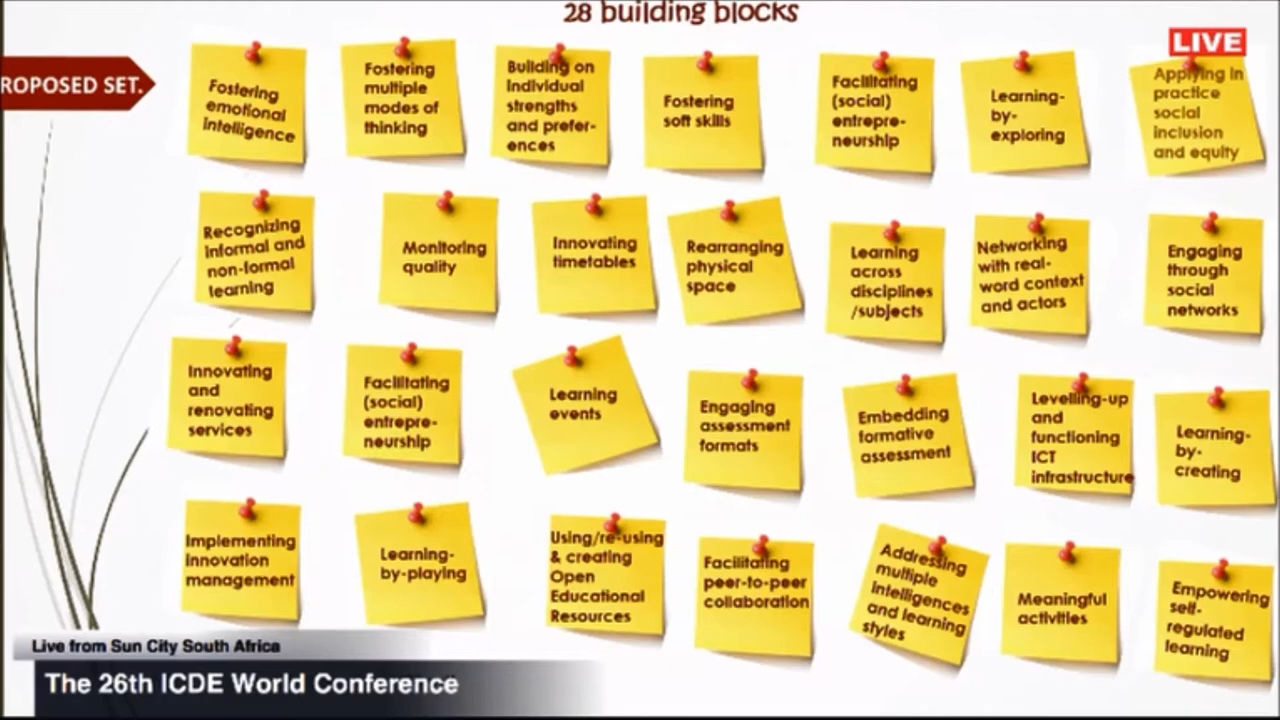 28 building blocks
LIVE
ROPOSED SET.
Fostering
emotional
intelligence
Fostering
multiple
modes of
thinking
Building on
individual
strengths
and prefer-
ences
Fostering
soft skills
Facilitating
(social)
entrepre-
neurship
Learning-
by-
exploring
Applying in
practice
social
inclusion
and equity
Recognizing
informal and
non-formal
learning
Monitoring
quality
Innovating
timetables
Rearranging
physical
space
Learning
across
disciplines
/subjects
Networking
with real-
word context
and actors
Engaging
through
social
networks
Innovating
and
renovating
services
Facilitating
(social)
entrepre-
neurship
Learning
events
Engaging
assessment
formats
Embedding
formative
assessment
Levelling-up
and
functioning
ICT
infrastructure
Learning-
by-
creating
Implementing
innovation
management
Learning-
by-playing
Using/re-using
& creating
Open
Educational
Resources
Facilitating
peer-to-peer
collaboration
Addressing
multiple
intelligences
and learning
styles
Meaningful
activities
Empowering
self-
regulated
learning
Live from Sun City South Africa
The 26th ICDE World Conference